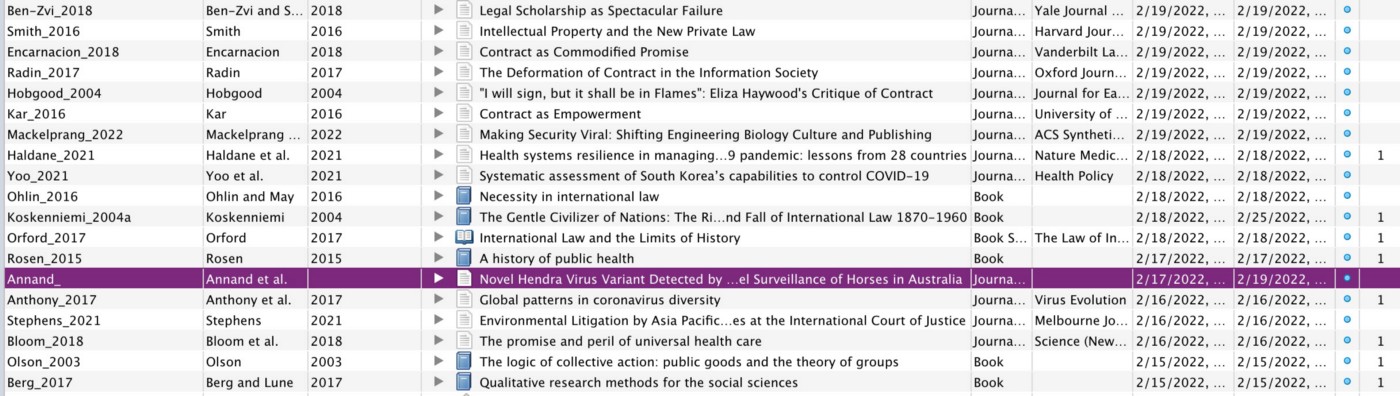 Ben-Zvi_2018 Ben-Zvi and S... 2018 Legal Scholarship as Spectacular Failure Journa... Yale Journal ... 2/19/2022, ... 2/19/2022, ...
Smith_2016 Smith 2016 Intellectual Property and the New Private Law Journa... Harvard Jour... 2/19/2022, ... 2/19/2022, ...
Encarnacion_2018 Encarnacion 2018 Contract as Commodified Promise Journa... Vanderbilt La... 2/19/2022, ... 2/19/2022, ...
Radin_2017 Radin 2017 The Deformation of Contract in the Information Society Journa... Oxford Journ... 2/19/2022, ... 2/19/2022, ...
Hobgood_2004 Hobgood 2004 "I will sign, but it shall be in Flames": Eliza Haywood's Critique of Contract Journa... Journal for Ea... 2/19/2022, ... 2/19/2022, ...
Kar_2016 Kar 2016 Contract as Empowerment Journa... University of ... 2/19/2022, ... 2/19/2022, ...
Mackelprang_2022 Mackelprang ... 2022 Making Security Viral: Shifting Engineering Biology Culture and Publishing Journa... ACS Syntheti... 2/19/2022, ... 2/19/2022, ...
Haldane_2021 Haldane et al. 2021 Health systems resilience in managing...9 pandemic: lessons from 28 countries Journa... Nature Medic... 2/18/2022, ... 2/18/2022, ... 1
Yoo_2021 Yoo et al. 2021 Systematic assessment of South Korea's capabilities to control COVID-19 Journa... Health Policy 2/18/2022, ... 2/18/2022, ...
Ohlin_2016 Ohlin and May 2016 Necessity in international law Book 2/18/2022, ... 2/18/2022, ...
Koskenniemi_2004a Koskenniemi 2004 The Gentle Civilizer of Nations: The Ri...nd Fall of International Law 1870-1960 Book 2/18/2022, ... 2/25/2022, ... 1
Orford_2017 Orford 2017 International Law and the Limits of History Book S... The Law of In... 2/18/2022, ... 2/18/2022, ... 1
Rosen_2015 Rosen 2015 A history of public health Book 2/17/2022, ... 2/17/2022, ... 1
Annand_ Annand et al. Novel Hendra Virus Variant Detected by ...el Surveillance of Horses in Australia Journa... 2/17/2022, ... 2/19/2022, ...
Anthony_2017 Anthony et al. 2017 Global patterns in coronavirus diversity Journa... Virus Evolution 2/16/2022, ... 2/16/2022, ... 1
Stephens_2021 Stephens 2021 Environmental Litigation by Asia Pacific...es at the International Court of Justice Journa... Melbourne Jo... 2/16/2022, ... 2/16/2022, ...
Bloom_2018 Bloom et al. 2018 The promise and peril of universal health care Journa... Science (New... 2/16/2022, ... 2/16/2022, ... 1
Olson_2003 Olson 2003 The logic of collective action: public goods and the theory of groups Book 2/15/2022, ... 2/15/2022, ... 1
Berg_2017 Berg and Lune 2017 Qualitative research methods for the social sciences Book 2/15/2022, ... 2/15/2022, ... 1